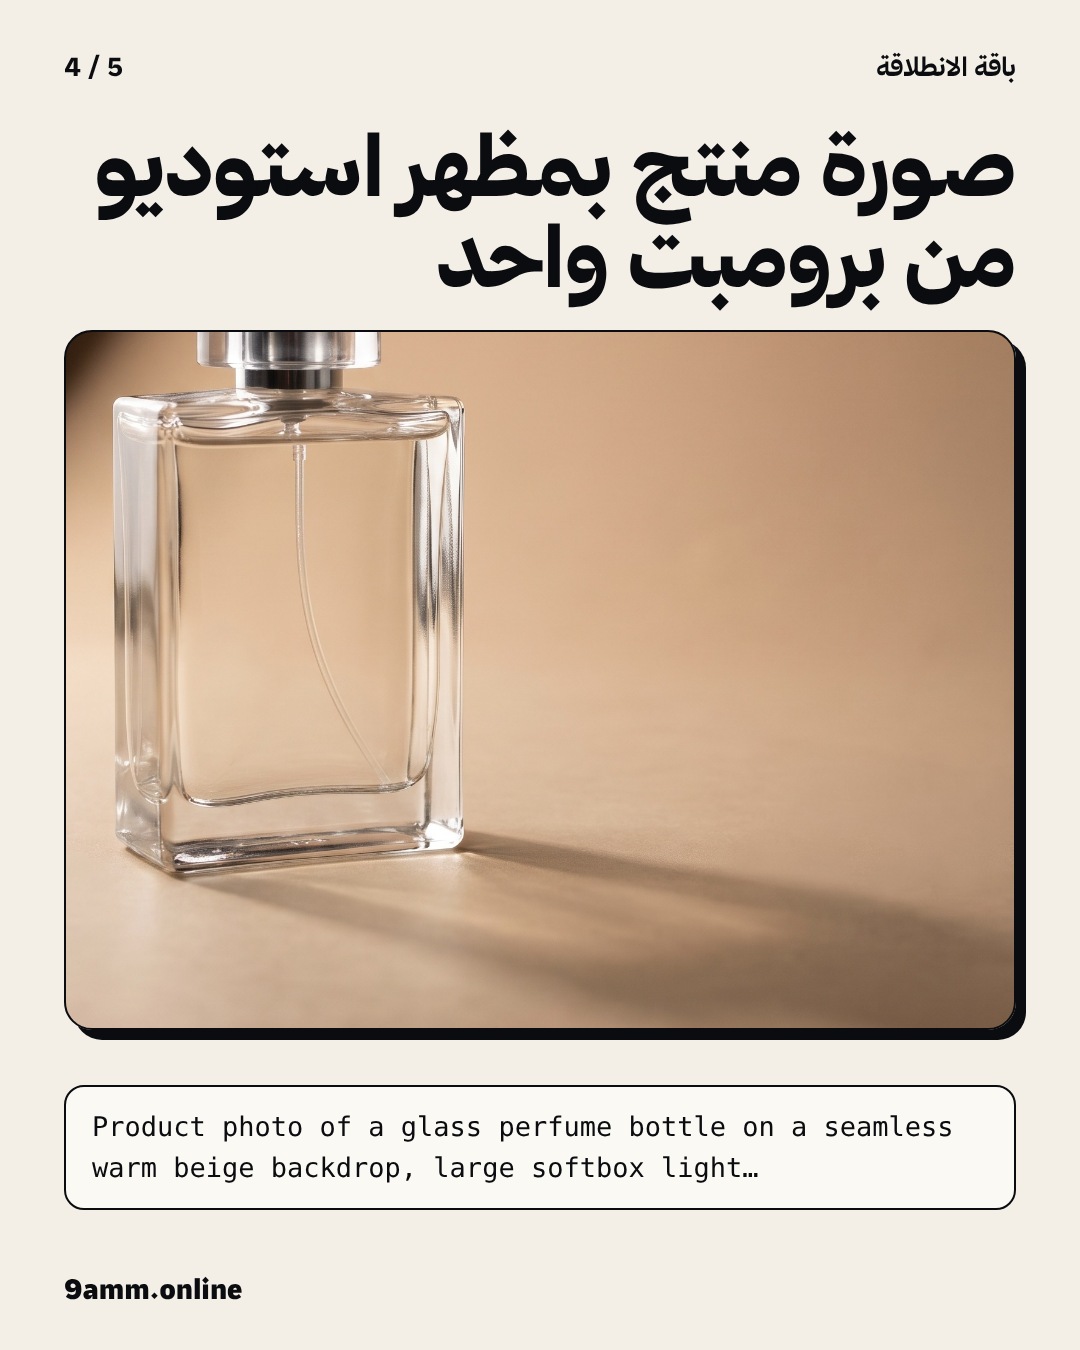 باقة الانطلاقة
4 / 5
صورة منتج بمظهر استوديو
من برومبت واحد
Product photo of a glass perfume bottle on a seamless
warm beige backdrop, large softbox light…
9amm.online